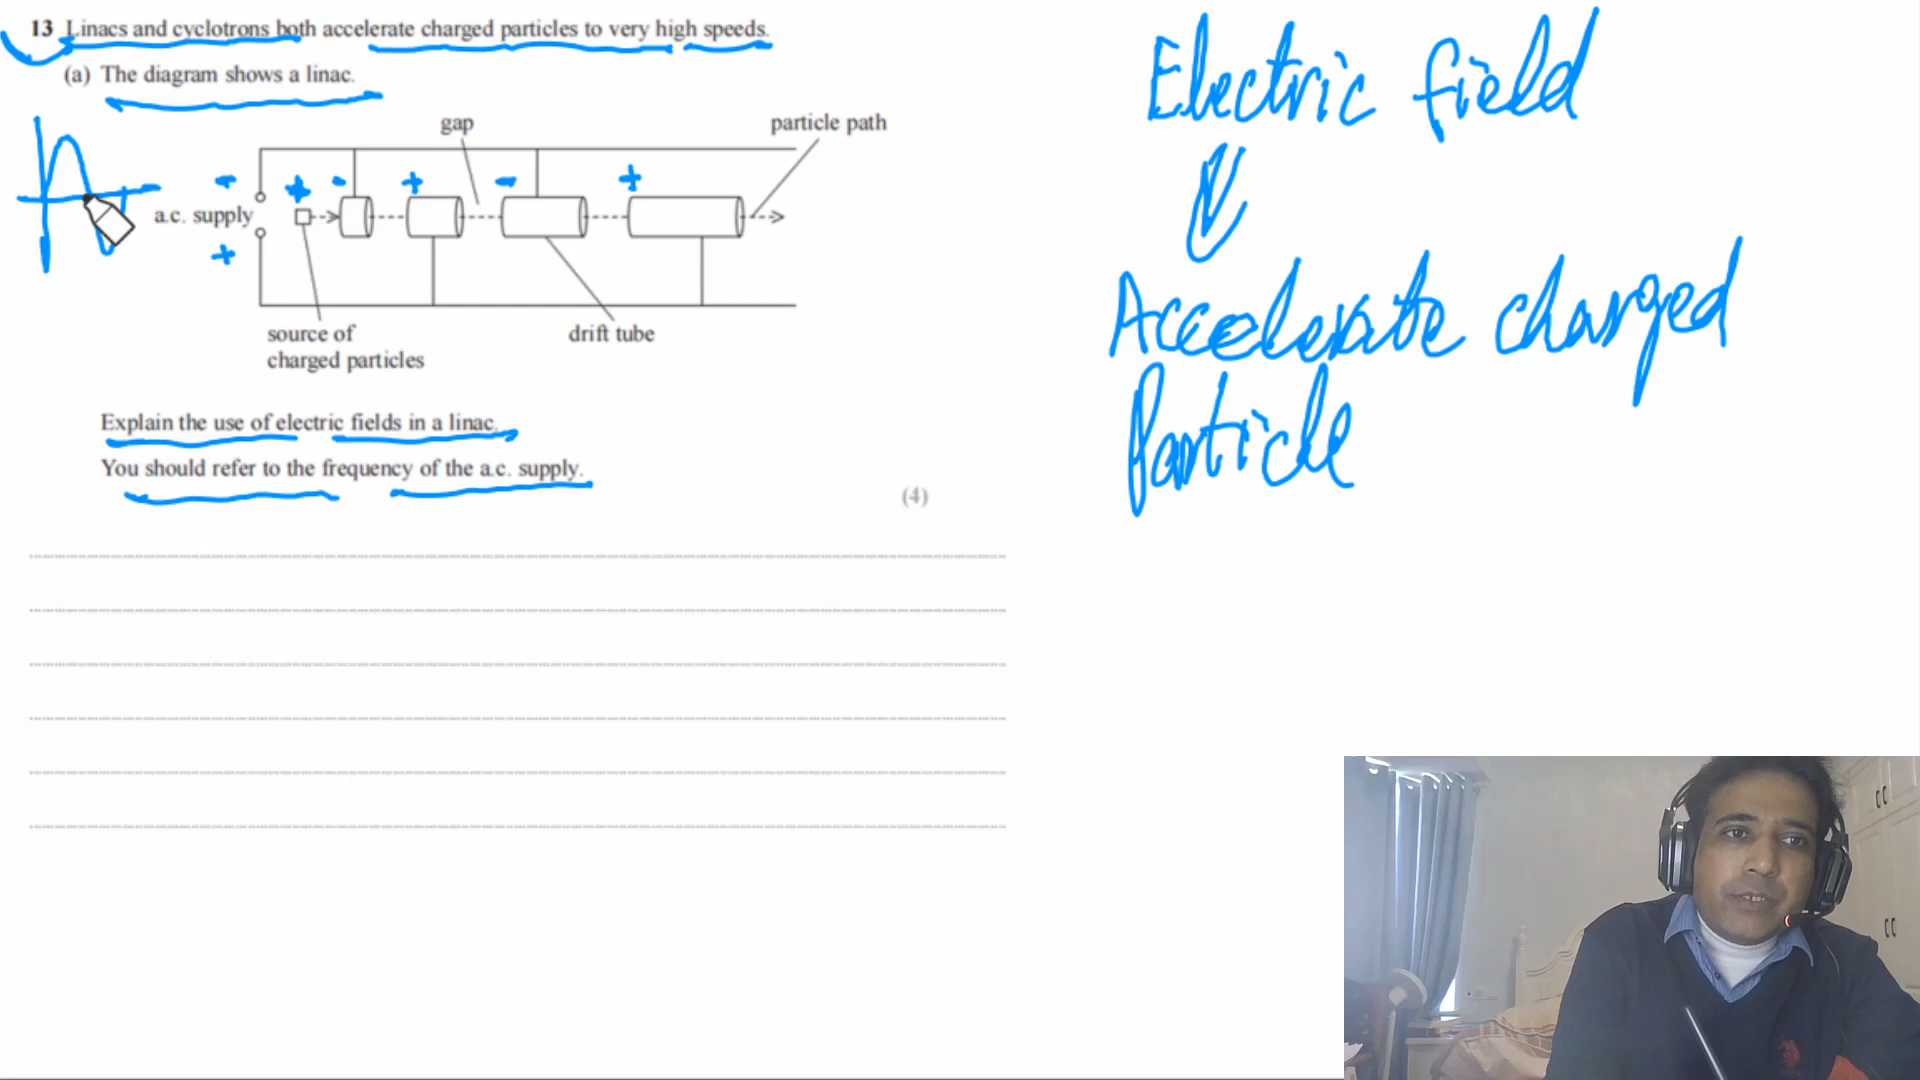 13 Linacs and cyclotrons both accelerate charged particles to very high speeds.
(a) The diagram shows a linac.
gap
particle path
- + - + - +
a.c. supply
+
source of
charged particles
drift tube
Explain the use of electric fields in a linac.
You should refer to the frequency of the a.c. supply.
(4)
Electric field
Accelerate charged
Particle